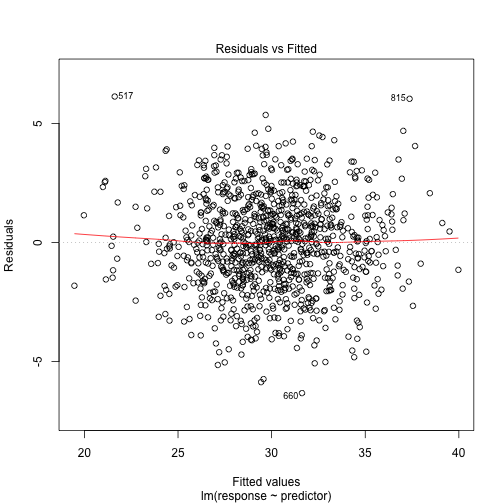 Residuals vs Fitted
517
815
5
0
-5
660
Residuals
20 25 30 35 40
Fitted values
lm(response ~ predictor)